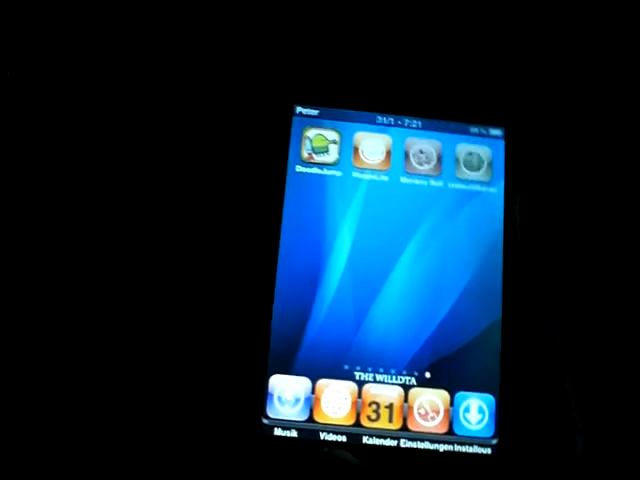 Peter 31/1 - 7:21
DoodleJump
THE WILLDTA
31
Musik Videos Kalender Einstellungen Installous